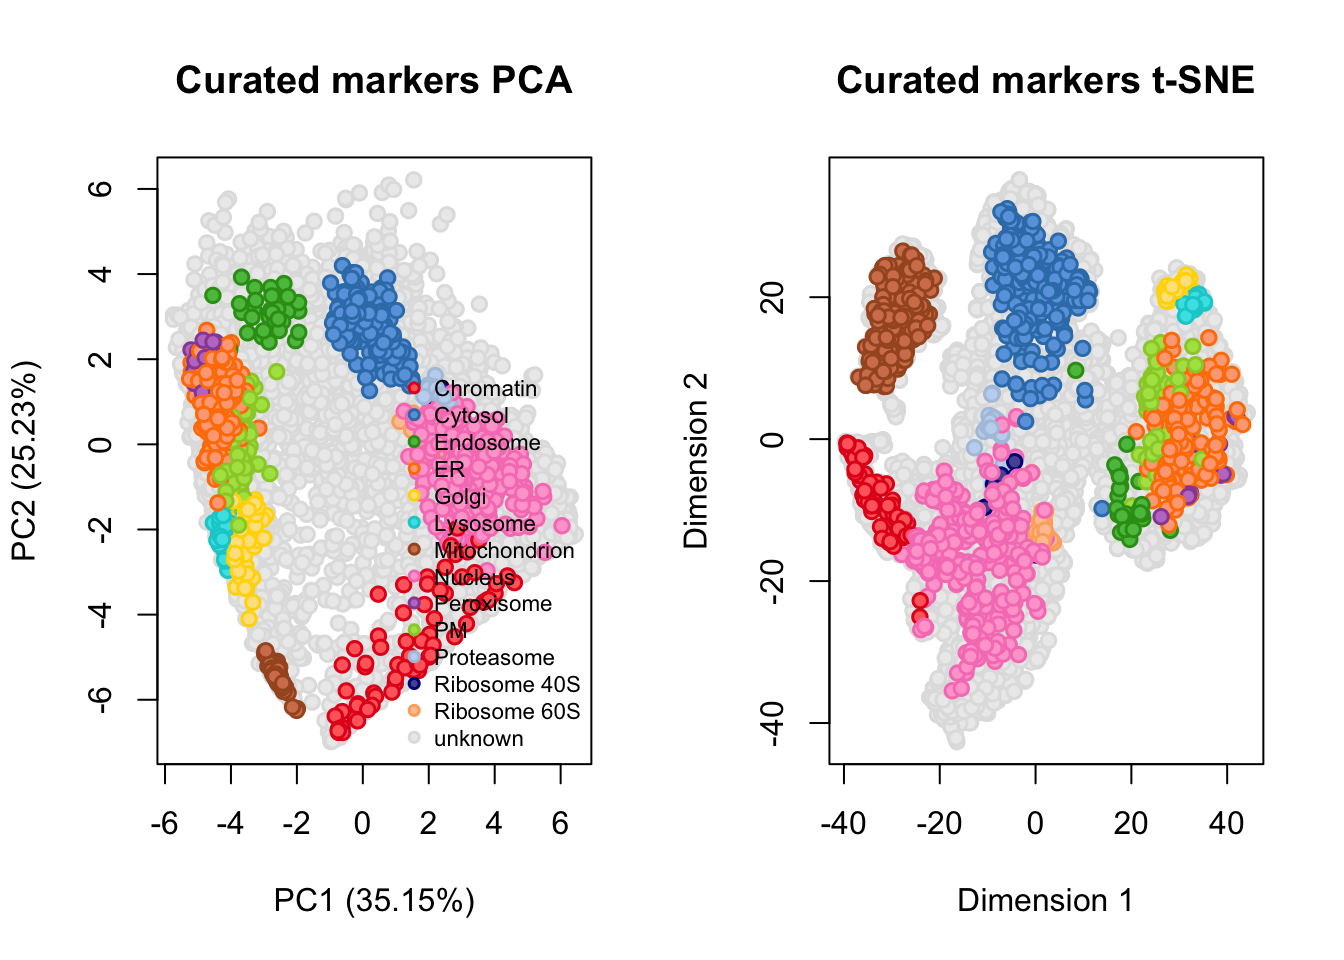 Curated markers PCA
6
4
2
0
-2
-4
-6
PC2 (25.23%)
-6 -4 -2 0 2 4 6
PC1 (35.15%)
Chromatin
Cytosol
Endosome
ER
Golgi
Lysosome
Mitochondrion
Nucleus
Peroxisome
PM
Proteasome
Ribosome 40S
Ribosome 60S
unknown
Curated markers t-SNE
20
0
-20
-40
Dimension 2
-40 -20 0 20 40
Dimension 1